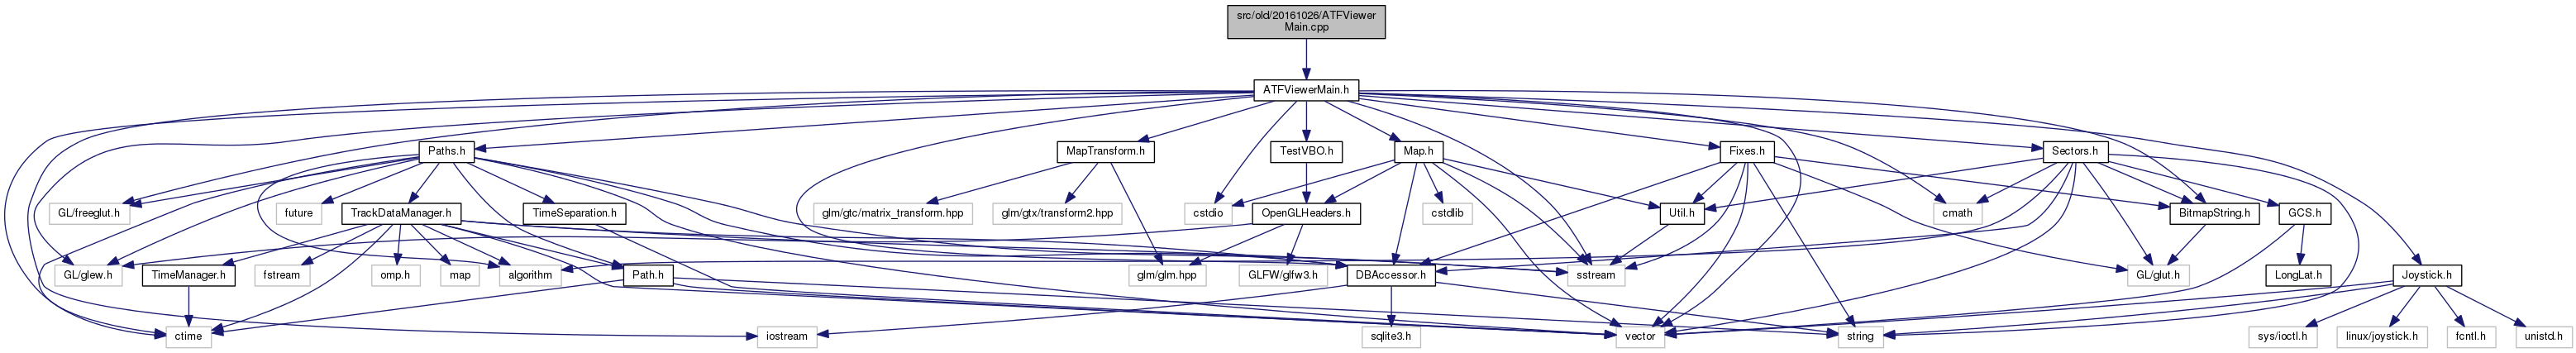 src/old/20161026/ATFViewer
Main.cpp
ATFViewerMain.h
Paths.h
MapTransform.h
TestVBO.h
Map.h
Fixes.h
Sectors.h
GL/freeglut.h
future
TrackDataManager.h
TimeSeparation.h
glm/gtc/matrix_transform.hpp
glm/gtx/transform2.hpp
cstdio
OpenGLHeaders.h
cstdlib
Util.h
cmath
BitmapString.h
GCS.h
GL/glew.h
TimeManager.h
fstream
omp.h
map
algorithm
Path.h
glm/glm.hpp
GLFW/glfw3.h
DBAccessor.h
sstream
GL/glut.h
LongLat.h
Joystick.h
ctime
iostream
sqlite3.h
vector
string
sys/ioctl.h
linux/joystick.h
fcntl.h
unistd.h